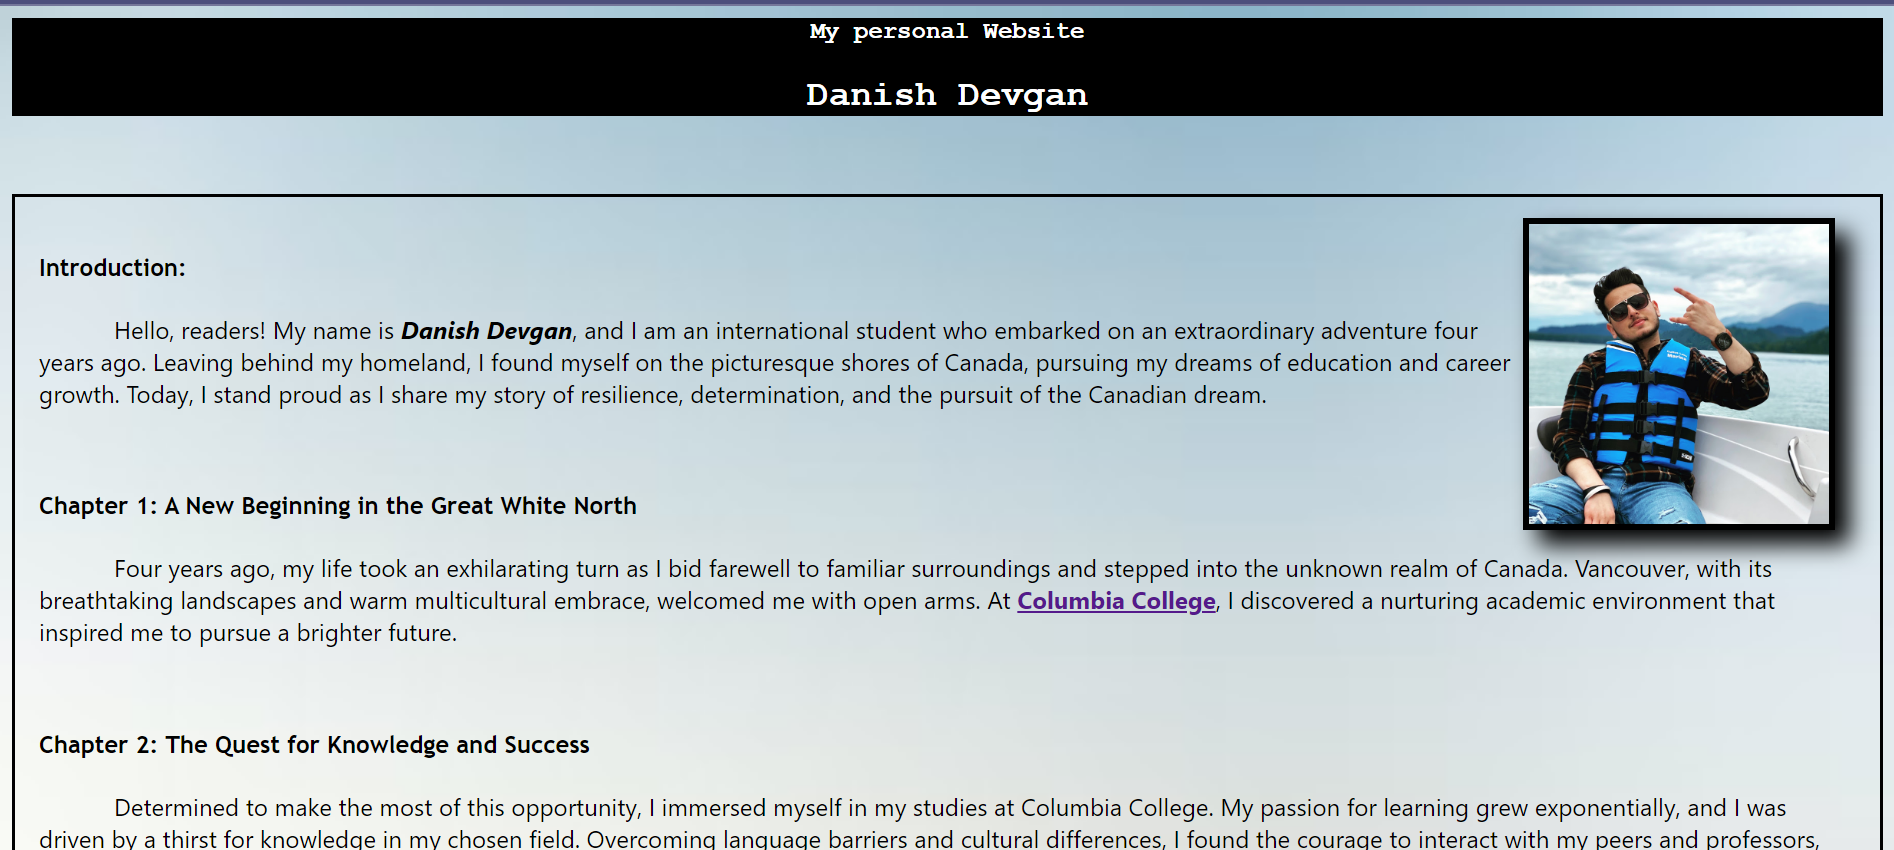 My personal Website
Danish Devgan
Introduction:
Hello, readers! My name is Danish Devgan, and I am an international student who embarked on an extraordinary adventure four
years ago. Leaving behind my homeland, I found myself on the picturesque shores of Canada, pursuing my dreams of education and career
growth. Today, I stand proud as I share my story of resilience, determination, and the pursuit of the Canadian dream.
Chapter 1: A New Beginning in the Great White North
Four years ago, my life took an exhilarating turn as I bid farewell to familiar surroundings and stepped into the unknown realm of Canada. Vancouver, with its
breathtaking landscapes and warm multicultural embrace, welcomed me with open arms. At Columbia College, I discovered a nurturing academic environment that
inspired me to pursue a brighter future.
Chapter 2: The Quest for Knowledge and Success
Determined to make the most of this opportunity, I immersed myself in my studies at Columbia College. My passion for learning grew exponentially, and I was
driven by a thirst for knowledge in my chosen field. Overcoming language barriers and cultural differences, I found the courage to interact with my peers and professors,